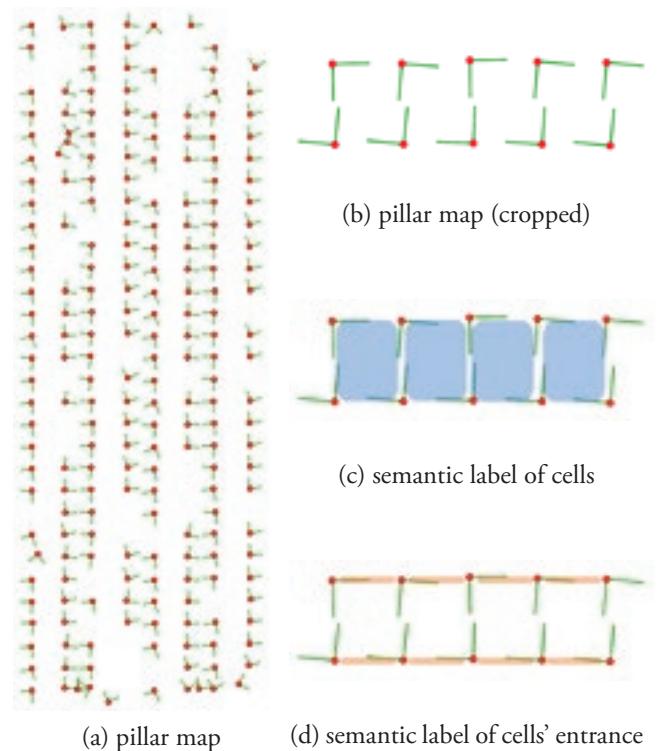 (b) pillar map (cropped)
(c) semantic label of cells
(a) pillar map
(d) semantic label of cells’ entrance